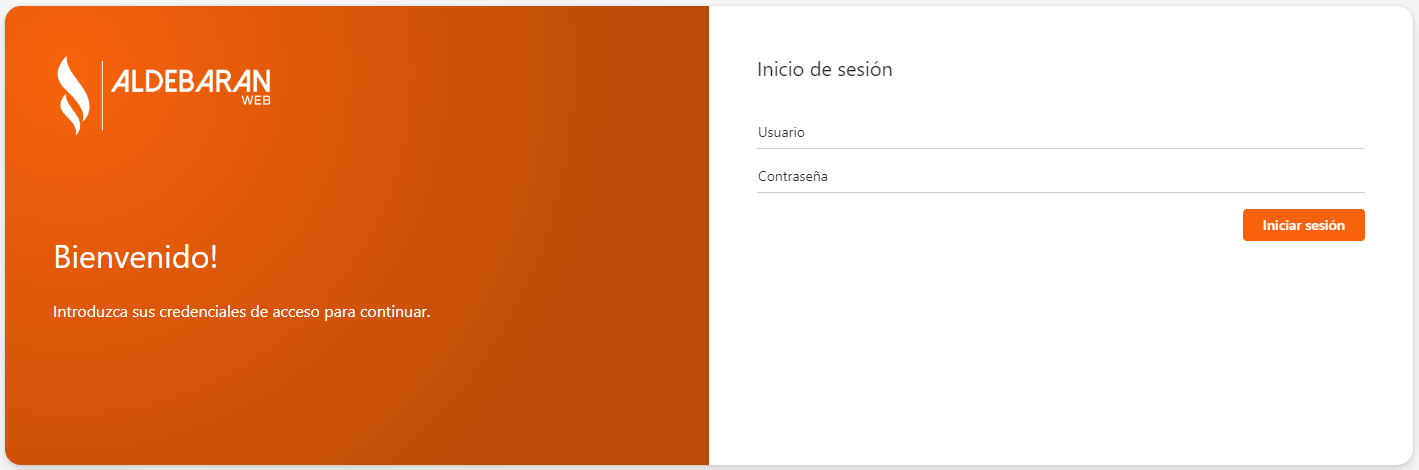 ALDEBARAN
WEB
Bienvenido!
Introduzca sus credenciales de acceso para continuar.
Inicio de sesión
Usuario
Contraseña
Iniciar sesión